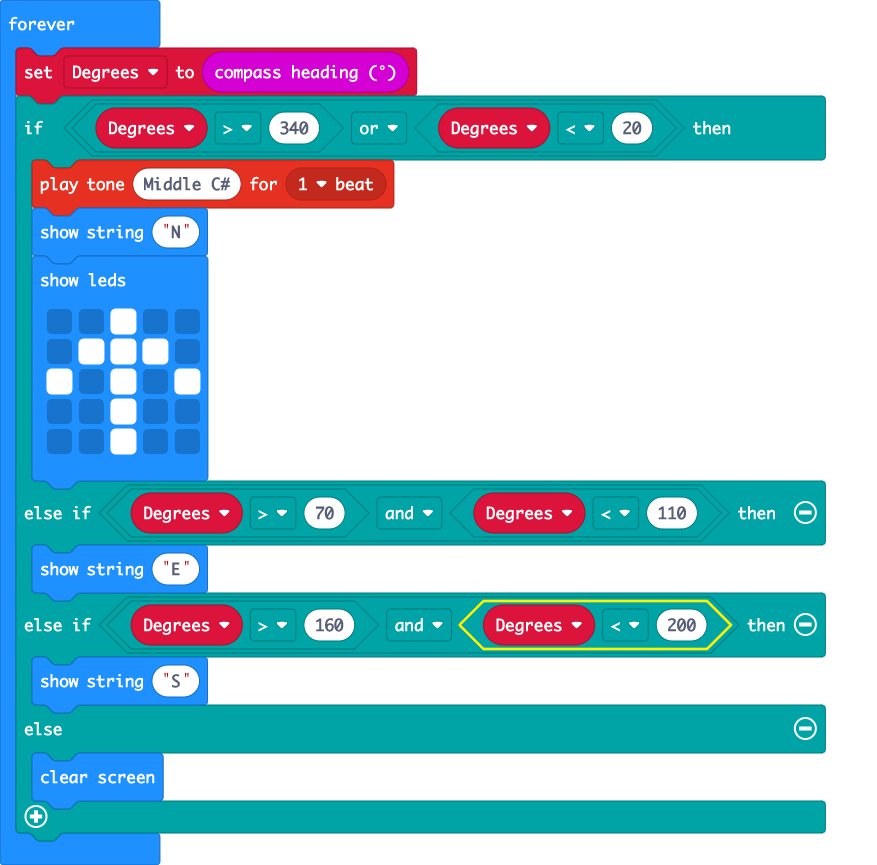 forever
set Degrees to compass heading (°)
if Degrees > 340 or Degrees < 20 then
play tone Middle C# for 1 beat
show string "N"
show leds
else if Degrees > 70 and Degrees < 110 then
show string "E"
else if Degrees > 160 and Degrees < 200 then
show string "S"
else
clear screen